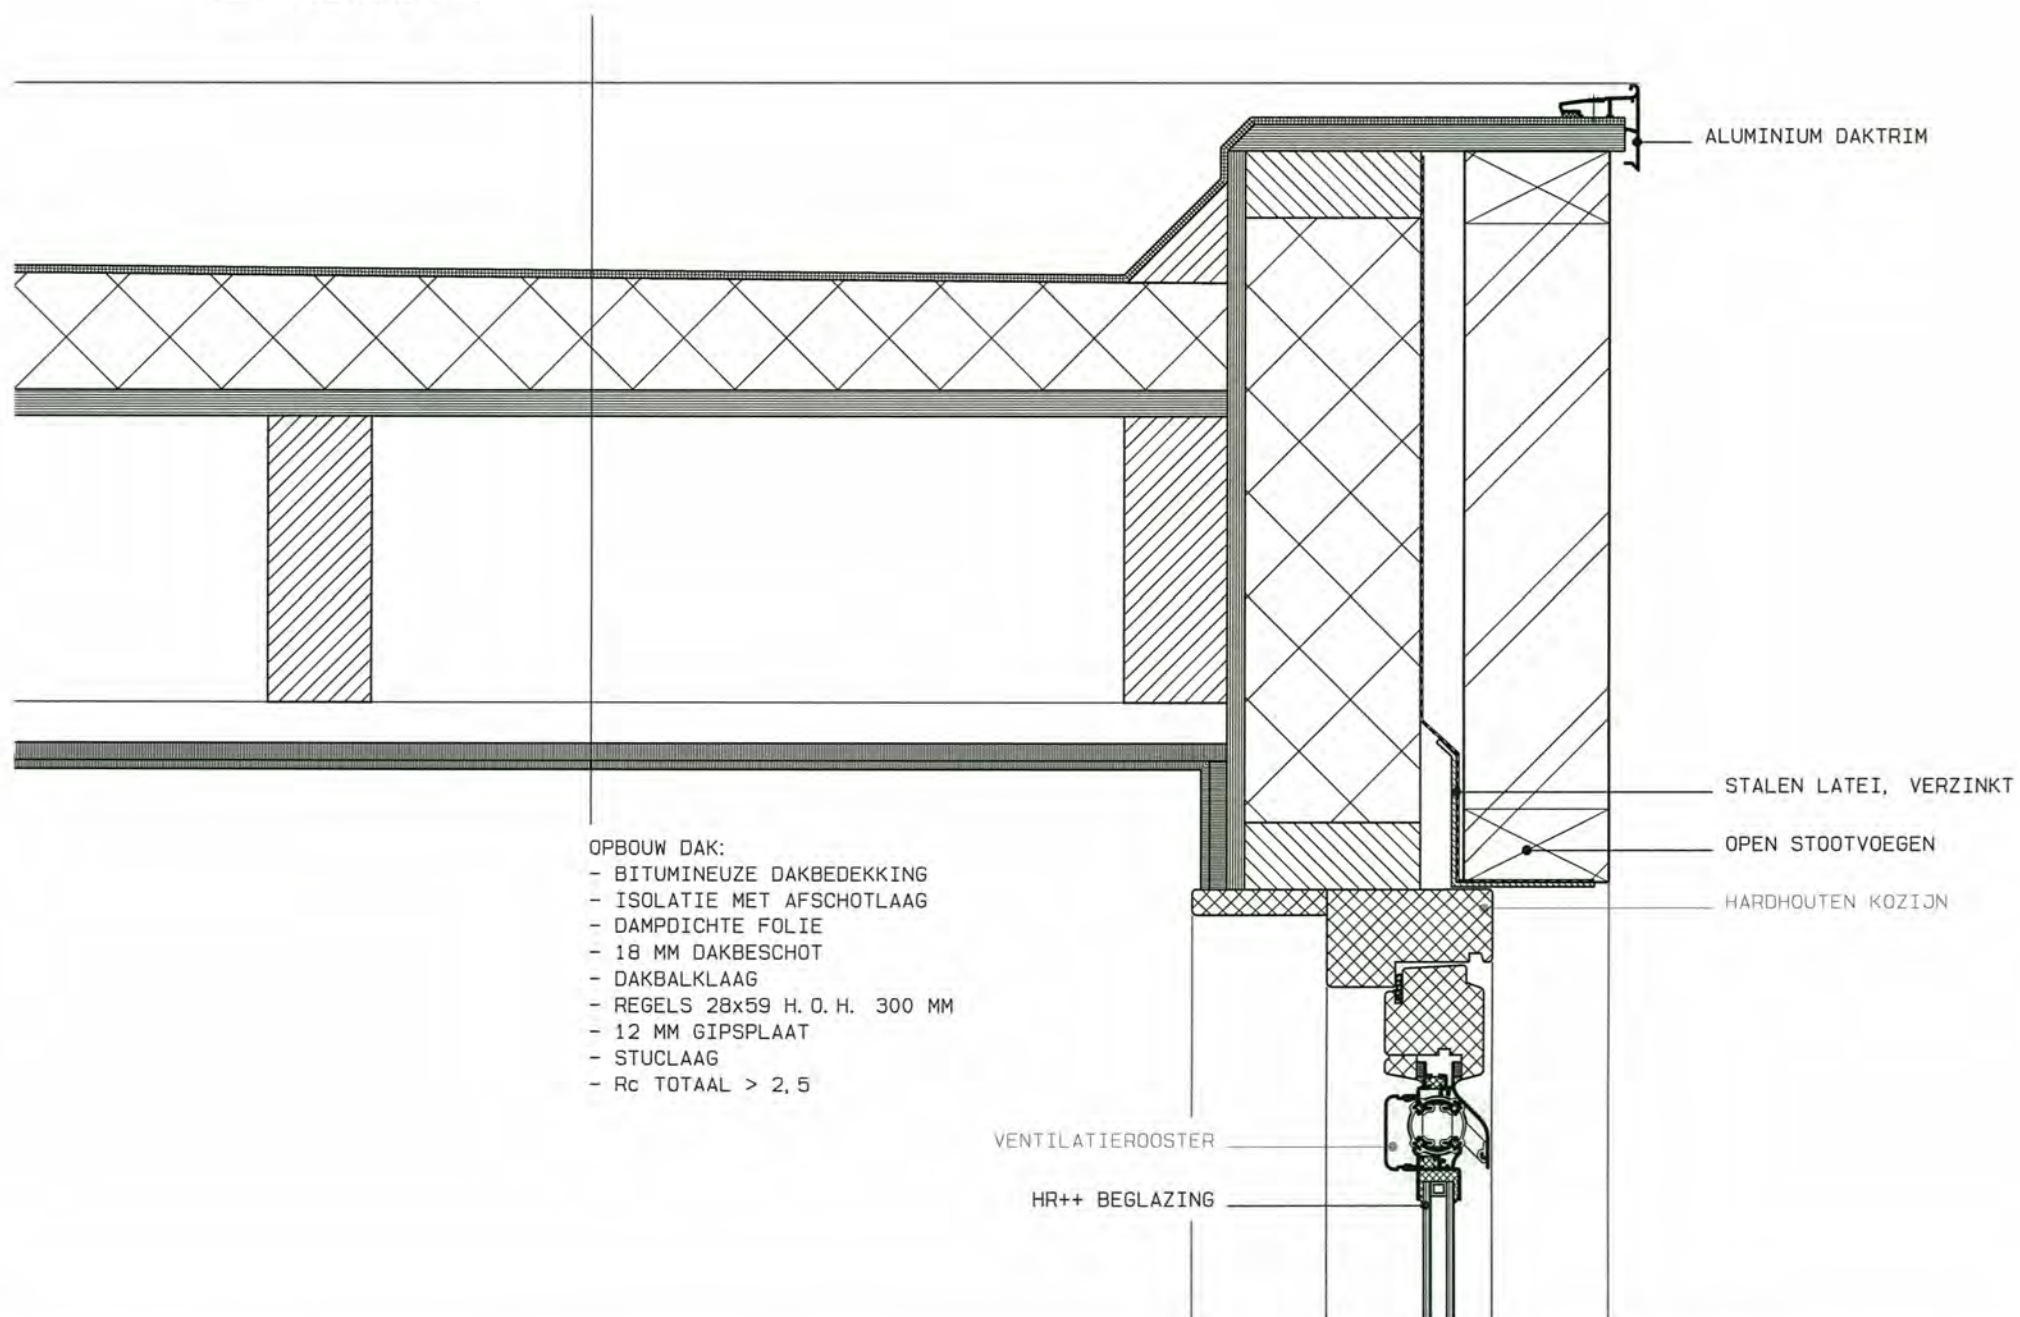 ALUMINIUM DAKTRIM
STALEN LATEI, VERZINKT
OPEN STOOTVOEGEN
HARDHOUTEN KOZIJN
OPBOUW DAK:
- BITUMINEUZE DAKBEDEKKING
- ISOLATIE MET AFSCHOTLAAG
- DAMPDICHTE FOLIE
- 18 MM DAKBESCHOT
- DAKBALKLAAG
- REGELS 28x59 H.O.H. 300 MM
- 12 MM GIPSPLAAT
- STUCLAAG
- Rc TOTAAL > 2,5
VENTILATIEROOSTER
HR++ BEGLAZING